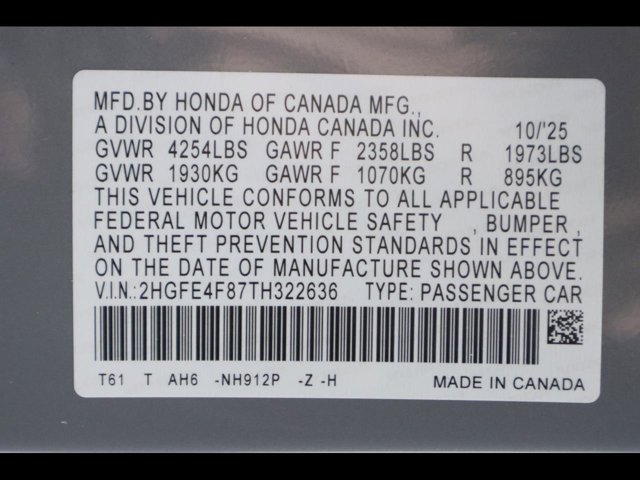 MFD.BY HONDA OF CANADA MFG.,
A DIVISION OF HONDA CANADA INC. 10/'25
GVWR 4254LBS GAWR F 2358LBS R 1973LBS
GVWR 1930KG GAWR F 1070KG R 895KG
THIS VEHICLE CONFORMS TO ALL APPLICABLE
FEDERAL MOTOR VEHICLE SAFETY , BUMPER ,
AND THEFT PREVENTION STANDARDS IN EFFECT
ON THE DATE OF MANUFACTURE SHOWN ABOVE.
V.I.N.:2HGFE4F87TH322636 TYPE: PASSENGER CAR
T61 T AH6 -NH912P -Z -H MADE IN CANADA